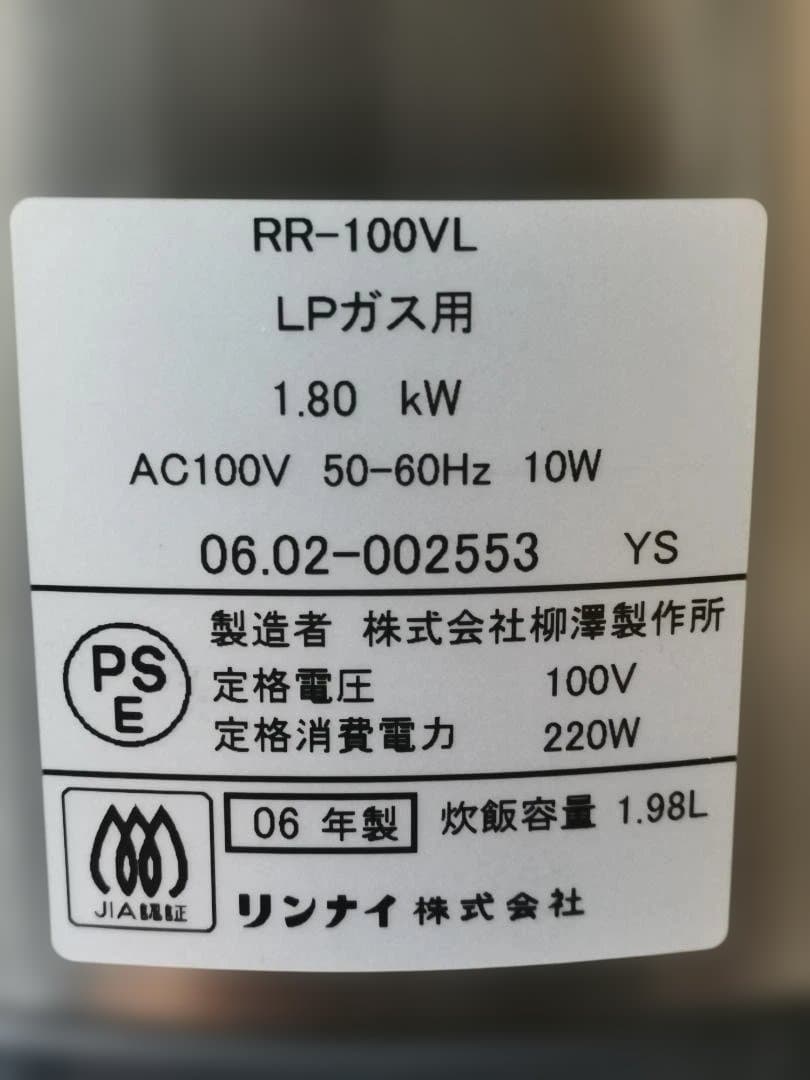 RR-100VL
LPガス用
1.80 kW
AC100V 50-60Hz 10W
06.02-002553 YS
PS
E
製造者 株式会社柳澤製作所
定格電圧 100V
定格消費電力 220W
06 年製 炊飯容量 1.98L
JIA認証
リンナイ株式会社